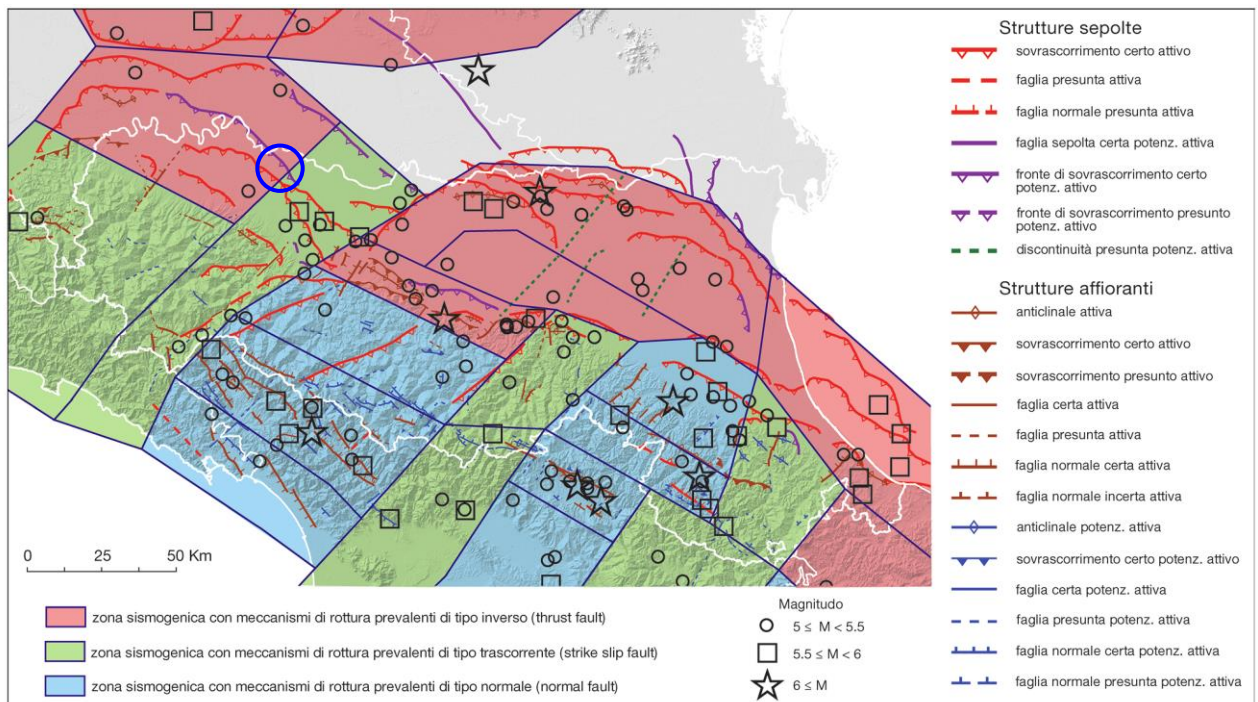 Strutture sepolte
sovrascorrimento certo attivo
faglia presunta attiva
faglia normale presunta attiva
faglia sepolta certa potenz. attiva
fronte di sovrascorrimento certo
potenz. attivo
fronte di sovrascorrimento presunto
potenz. attivo
discontinuità presunta potenz. attiva
Strutture affioranti
anticlinale attiva
sovrascorrimento certo attivo
sovrascorrimento presunto attivo
faglia certa attiva
faglia presunta attiva
faglia normale certa attiva
faglia normale incerta attiva
anticlinale potenz. attiva
sovrascorrimento certo potenz. attivo
faglia certa potenz. attiva
faglia presunta potenz. attiva
faglia normale certa potenz. attiva
faglia normale presunta potenz. attiva
0 25 50 Km
zona sismogenica con meccanismi di rottura prevalenti di tipo inverso (thrust fault)
zona sismogenica con meccanismi di rottura prevalenti di tipo trascorrente (strike slip fault)
zona sismogenica con meccanismi di rottura prevalenti di tipo normale (normal fault)
Magnitudo
5 ≤ M < 5.5
5.5 ≤ M < 6
6 ≤ M